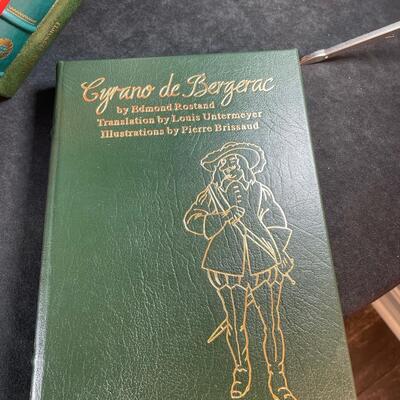 Cyrano de Bergerac
by Edmond Rostand
Translation by Louis Untermeyer
Illustrations by Pierre Brissaud